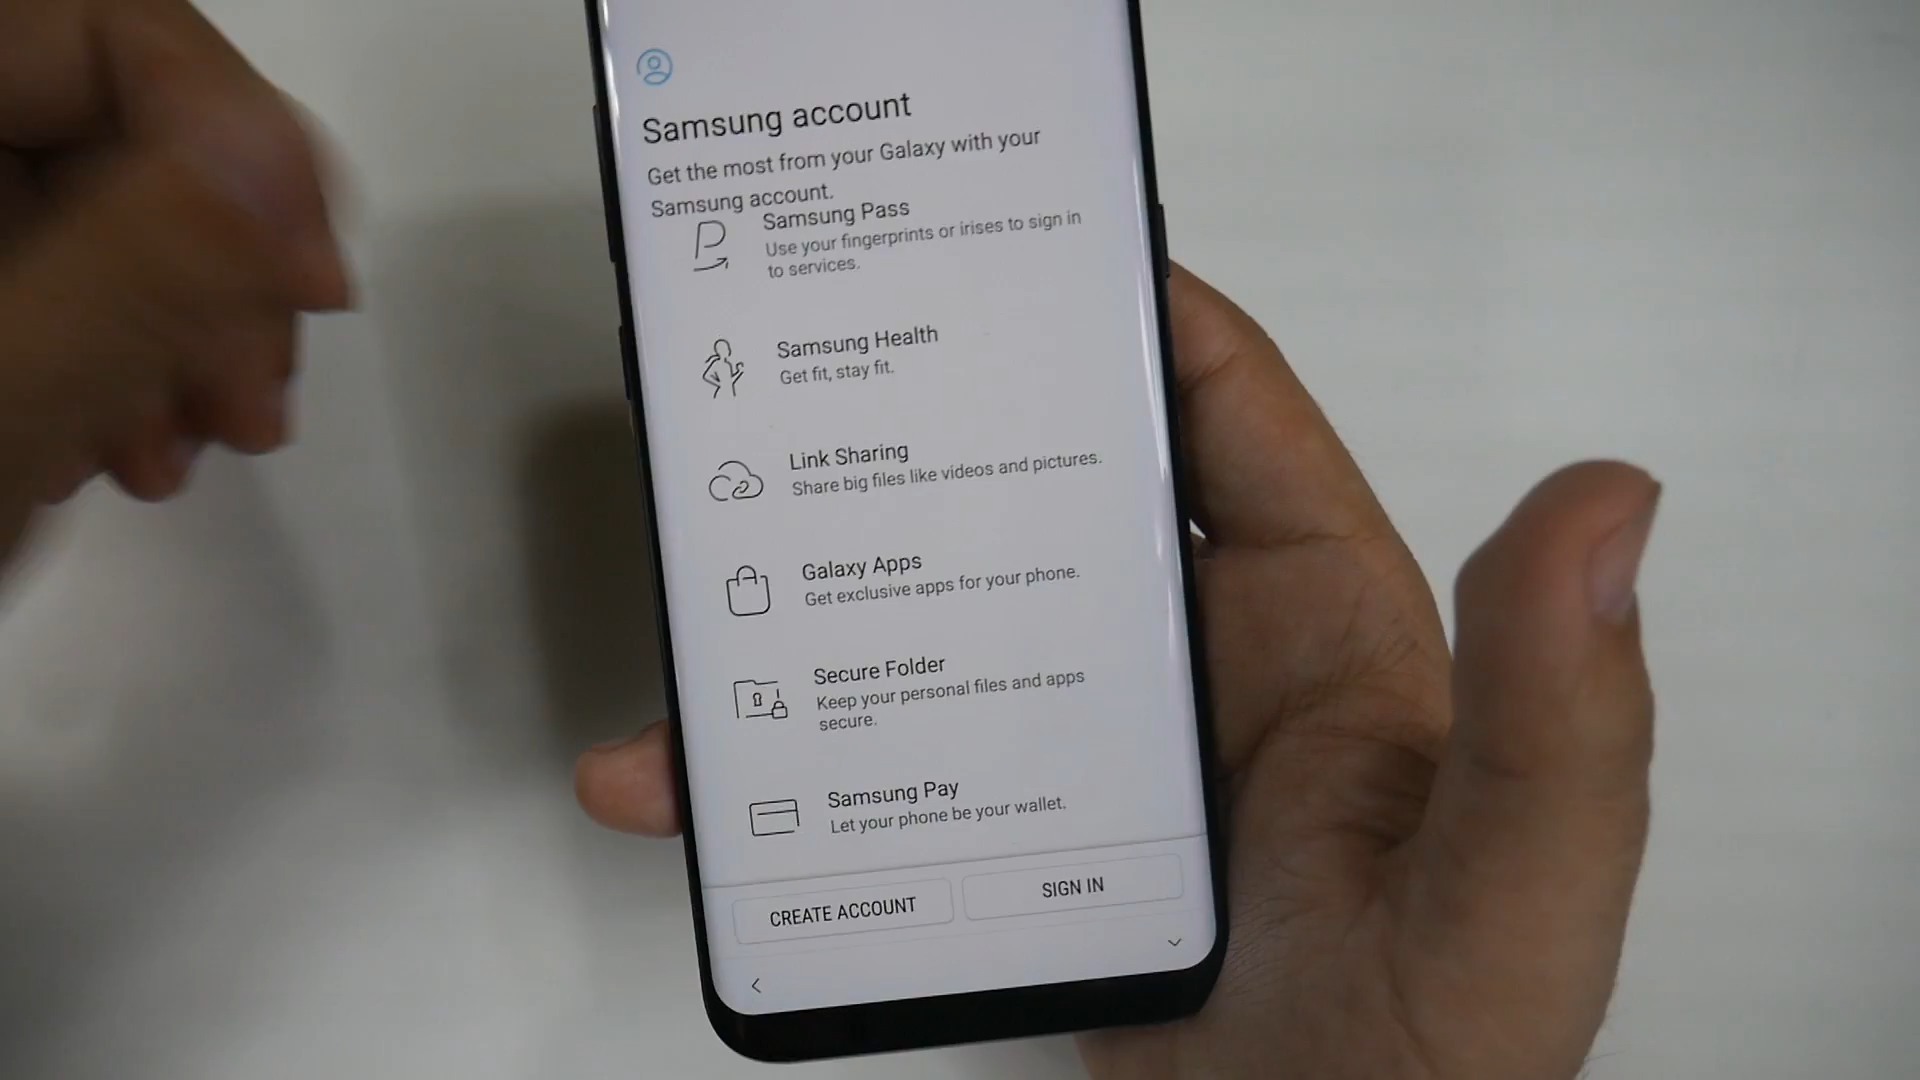 Samsung account
Get the most from your Galaxy with your
Samsung account.
Samsung Pass
Use your fingerprints or irises to sign in
to services.
Samsung Health
Get fit, stay fit.
Link Sharing
Share big files like videos and pictures.
Galaxy Apps
Get exclusive apps for your phone.
Secure Folder
Keep your personal files and apps
secure.
Samsung Pay
Let your phone be your wallet.
CREATE ACCOUNT
SIGN IN